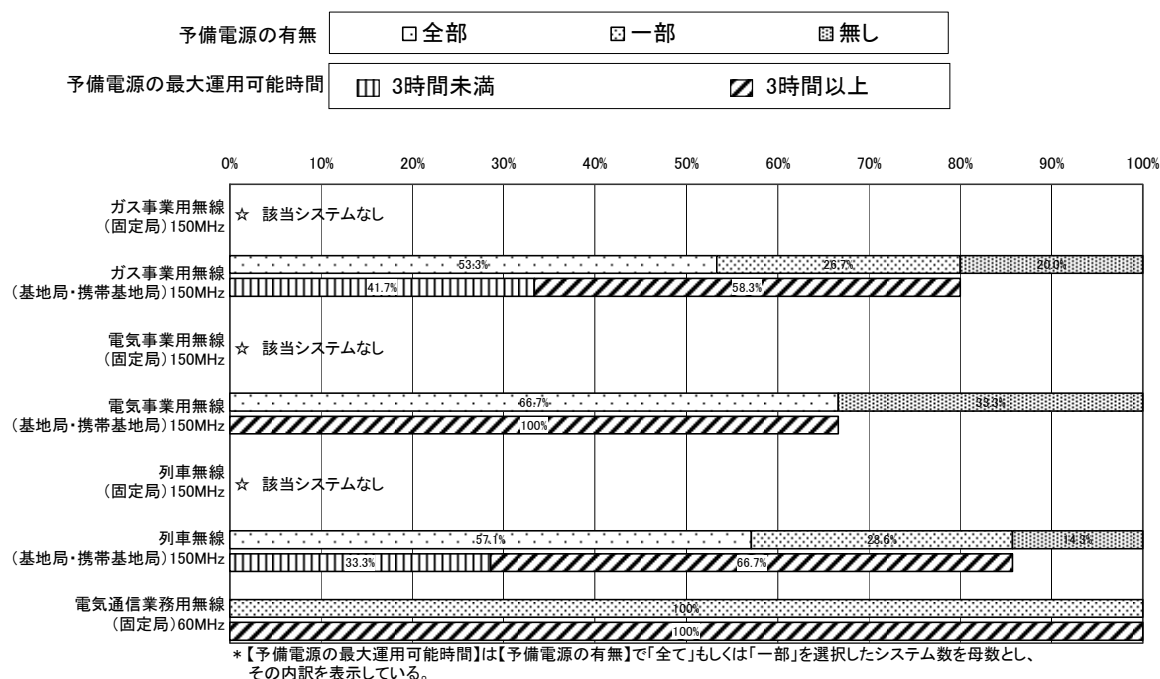 予備電源の有無 全部 一部 無し
予備電源の最大運用可能時間 3時間未満 3時間以上
0% 10% 20% 30% 40% 50% 60% 70% 80% 90% 100%
ガス事業用無線
(固定局)150MHz
☆ 該当システムなし
ガス事業用無線
(基地局・携帯基地局)150MHz
53.3% 26.7% 20.0%
41.7% 58.3%
電気事業用無線
(固定局)150MHz
☆ 該当システムなし
電気事業用無線
(基地局・携帯基地局)150MHz
66.7% 33.3%
100%
列車無線
(固定局)150MHz
☆ 該当システムなし
列車無線
(基地局・携帯基地局)150MHz
57.1% 28.6% 14.3%
33.3% 66.7%
電気通信業務用無線
(固定局)60MHz
100%
100%
*【予備電源の最大運用可能時間】は【予備電源の有無】で「全て」もしくは「一部」を選択したシステム数を母数とし、
その内訳を表示している。